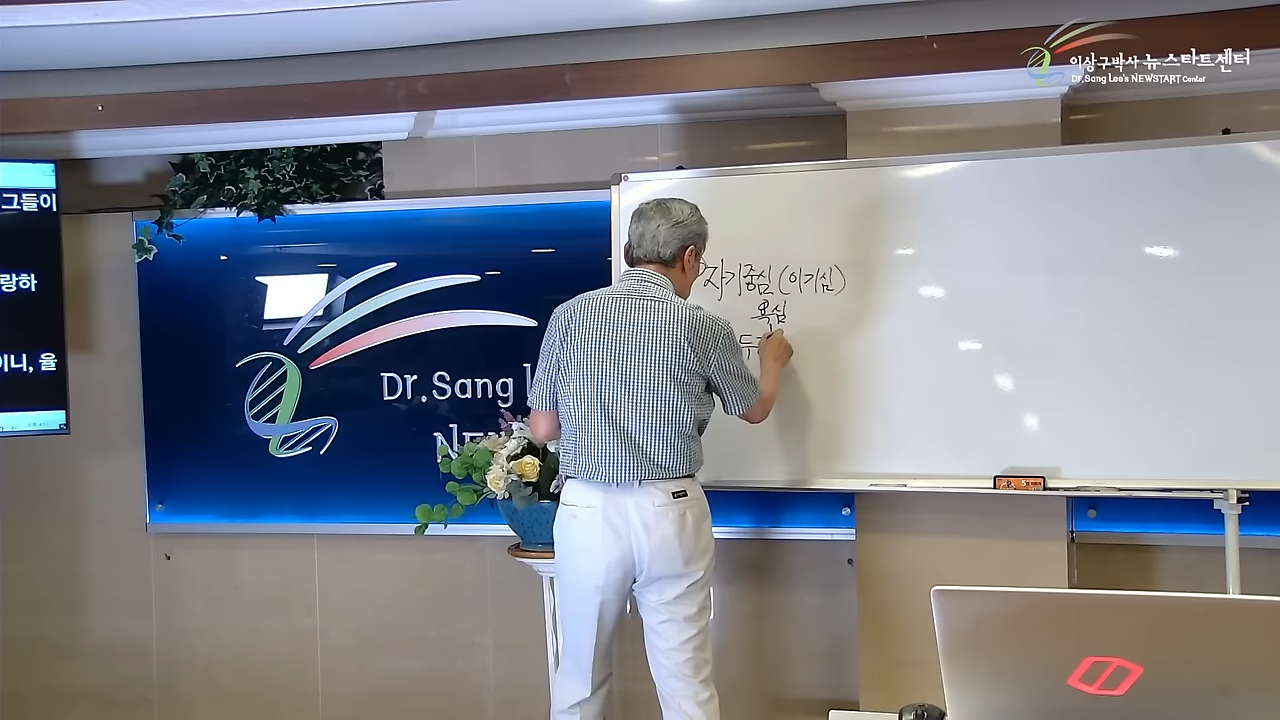 이상구박사 뉴스타트센터
Dr. Sang Lee's NEWSTART Center
그들이
랑하
이니, 율
Dr. Sang
자기중심 (이기심)
욕심
두